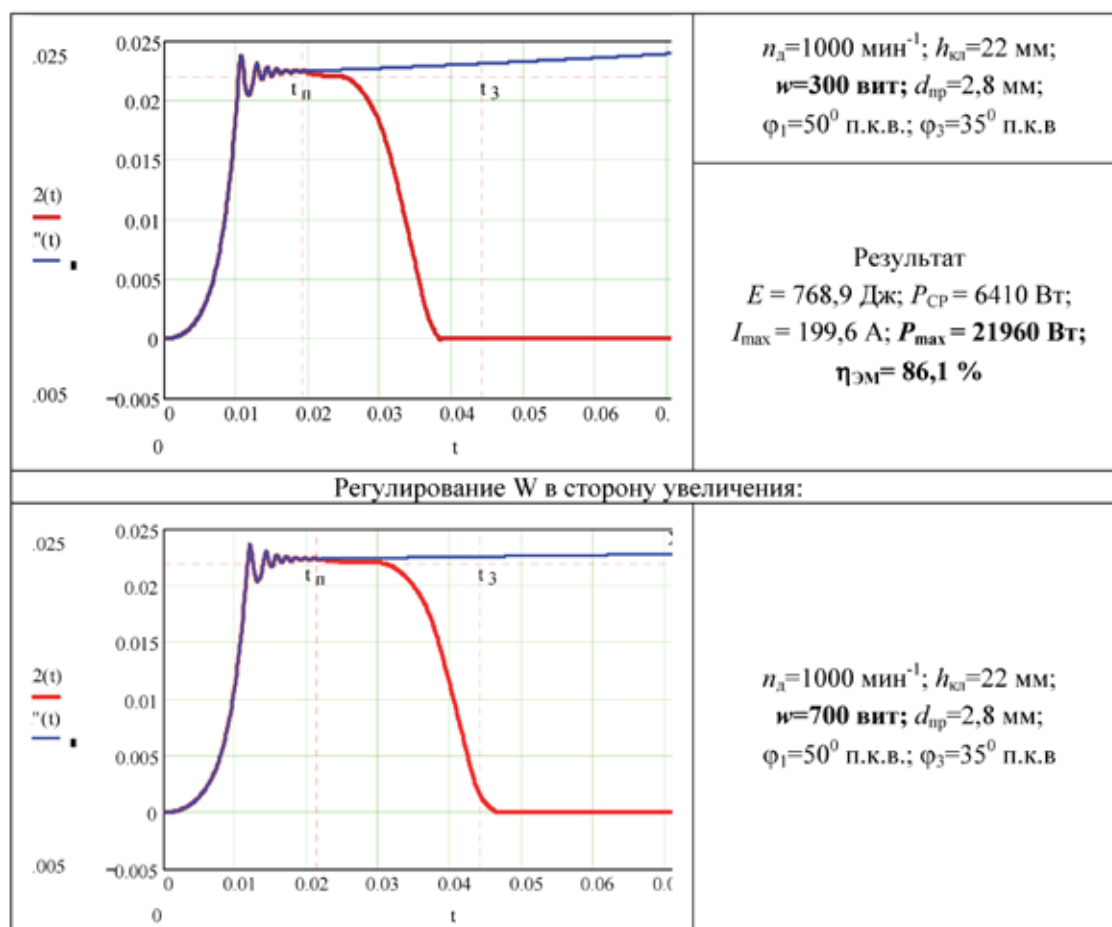 .025
2(t)
."(t)
.005
0.025
0.02
0.015
0.01
0.005
0
−0.005
t п
t 3
0 0.01 0.02 0.03 0.04 0.05 0.06 0.
0
t
nд=1000 мин-1; hкл=22 мм;
w=300 вит; dпр=2,8 мм;
φ1=50⁰ п.к.в.; φ3=35⁰ п.к.в
Результат
E = 768,9 Дж; PСР = 6410 Вт;
Imax = 199,6 А; Pmax = 21960 Вт;
ηЭМ= 86,1 %
Регулирование W в сторону увеличения:
.025
2(t)
."(t)
.005
0.025
0.02
0.015
0.01
0.005
0
−0.005
t п
t 3
0 0.01 0.02 0.03 0.04 0.05 0.06
0
t
nд=1000 мин-1; hкл=22 мм;
w=700 вит; dпр=2,8 мм;
φ1=50⁰ п.к.в.; φ3=35⁰ п.к.в